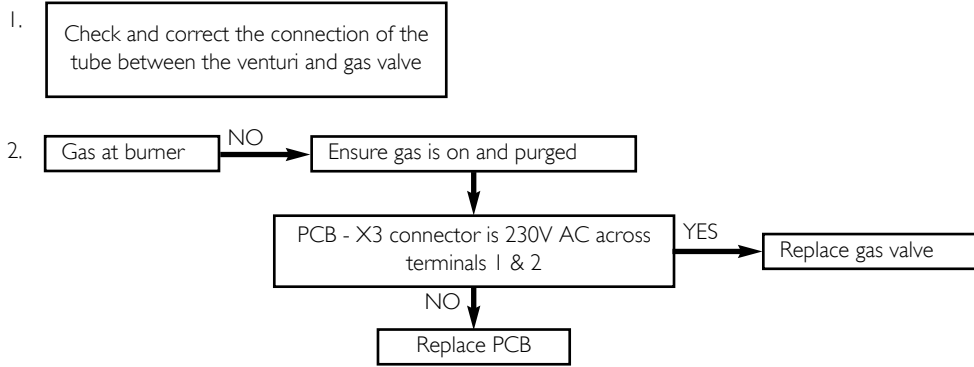 1.
Check and correct the connection of the
tube between the venturi and gas valve
2.
Gas at burner
NO
Ensure gas is on and purged
PCB - X3 connector is 230V AC across
terminals 1 & 2
YES
Replace gas valve
NO
Replace PCB